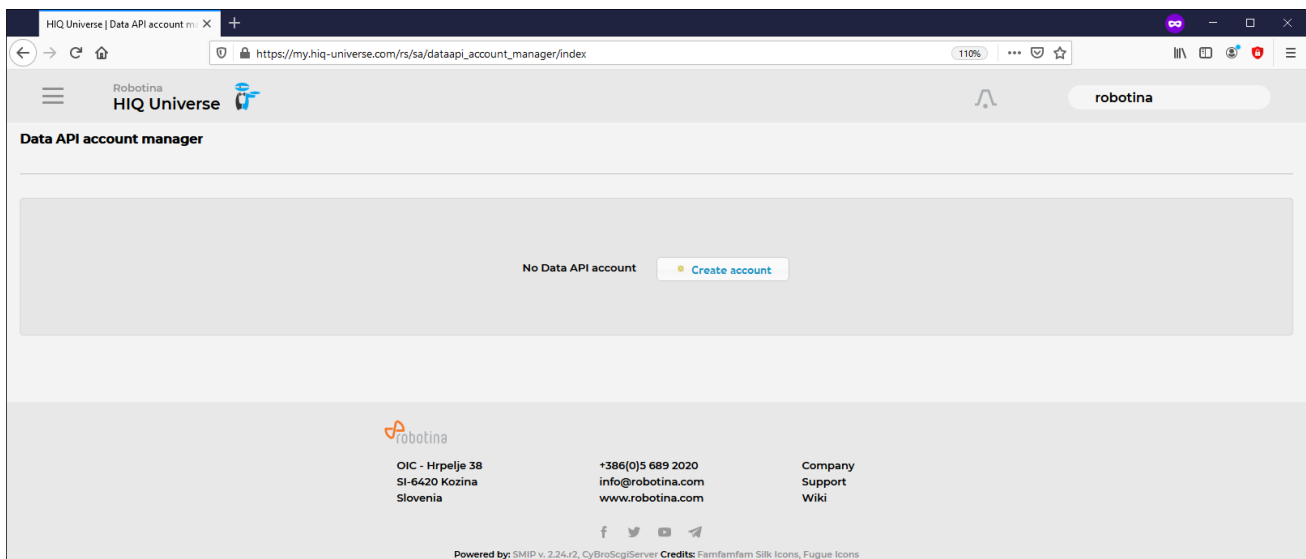 HIQ Universe | Data API account m
https://my.hiq-universe.com/rs/sa/dataapi_account_manager/index
110%
Robotina
HIQ Universe
robotina
Data API account manager
No Data API account
Create account
robotina
OIC - Hrpelje 38
SI-6420 Kozina
Slovenia
+386(0)5 689 2020
info@robotina.com
www.robotina.com
Company
Support
Wiki
Powered by: SMIP v. 2.24.r2, CyBroScgiServer Credits: Famfamfam Silk Icons, Fugue Icons